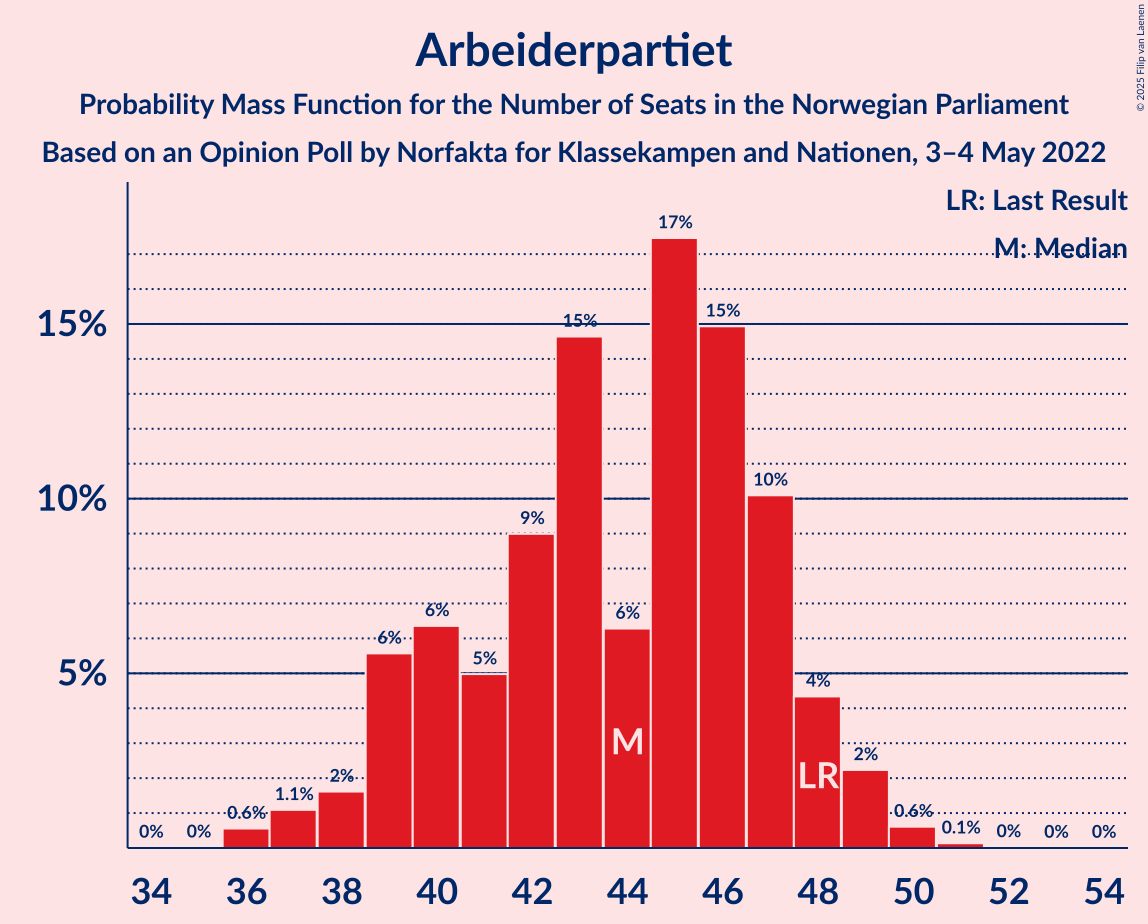 Arbeiderpartiet
Probability Mass Function for the Number of Seats in the Norwegian Parliament
Based on an Opinion Poll by Norfakta for Klassekampen and Nationen, 3–4 May 2022
© 2025 Filip van Laenen
LR: Last Result
M: Median
15%
10%
5%
0% 0% 0.6% 1.1% 2% 6% 6% 5% 9% 15% 6% 17% 15% 10% 4% 2% 0.6% 0.1% 0% 0% 0%
M
LR
34 36 38 40 42 44 46 48 50 52 54